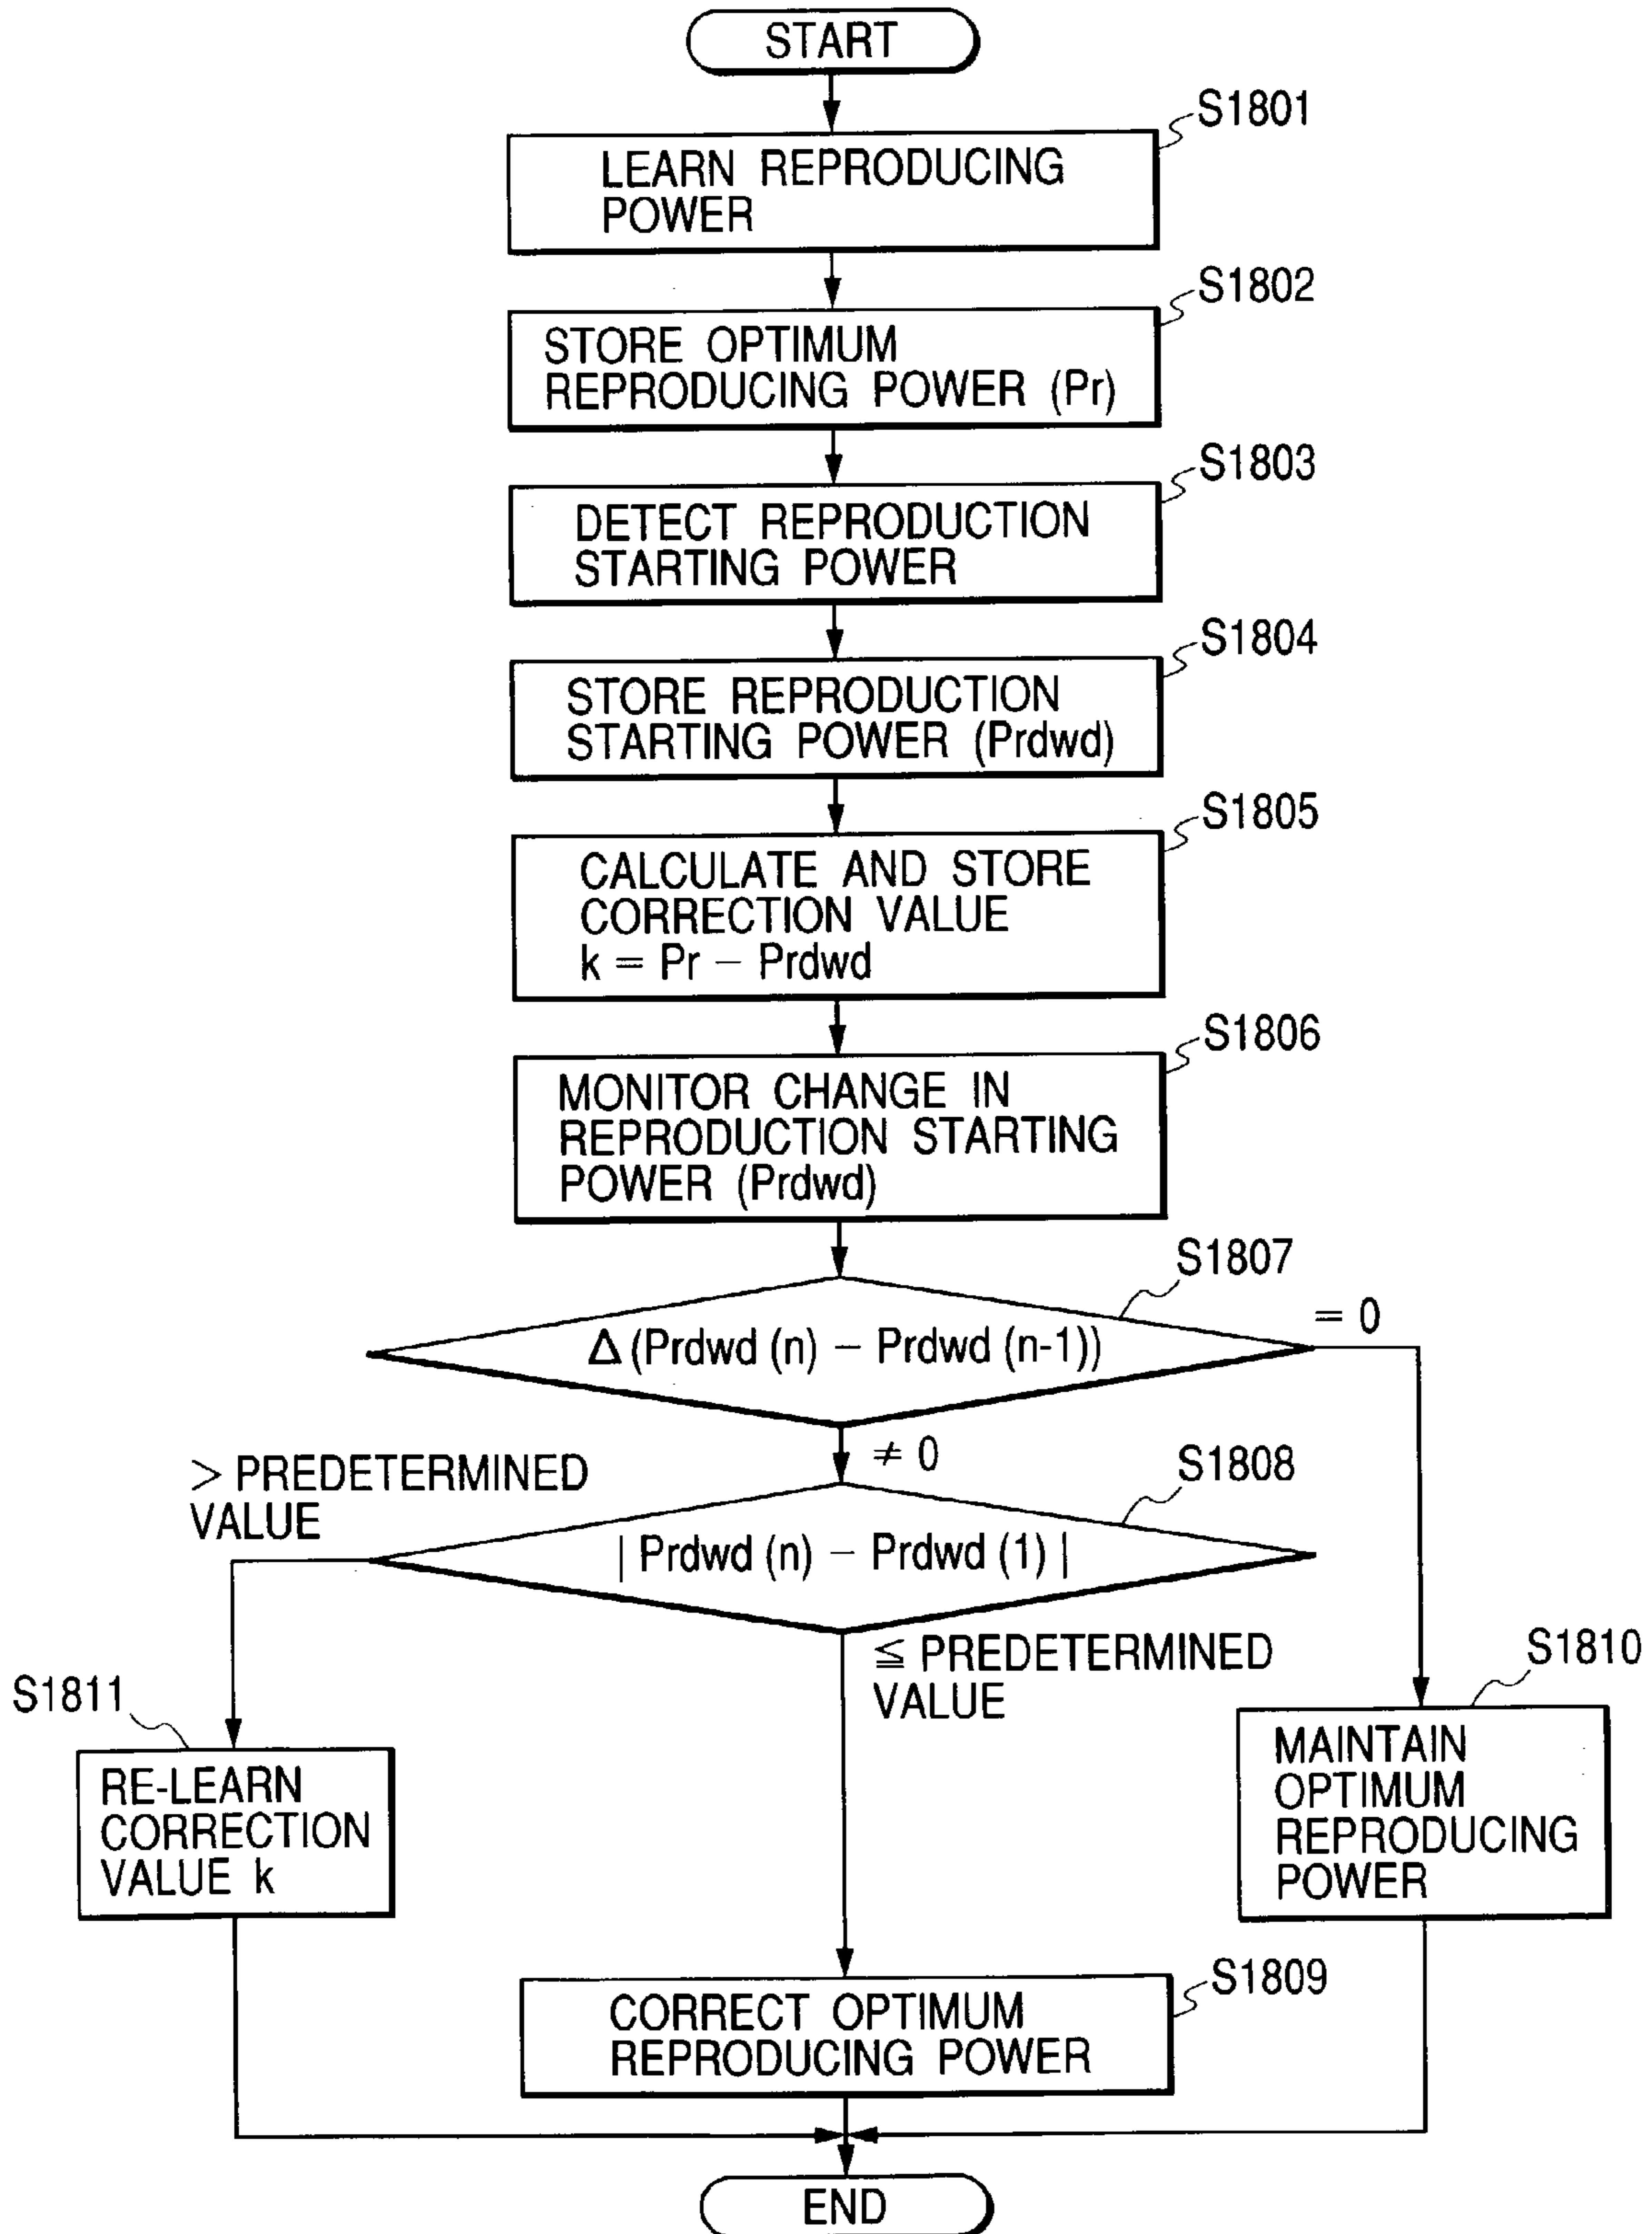 START
S1801
LEARN REPRODUCING
POWER
S1802
STORE OPTIMUM
REPRODUCING POWER (Pr)
S1803
DETECT REPRODUCTION
STARTING POWER
S1804
STORE REPRODUCTION
STARTING POWER (Prdwd)
S1805
CALCULATE AND STORE
CORRECTION VALUE
k = Pr − Prdwd
S1806
MONITOR CHANGE IN
REPRODUCTION STARTING
POWER (Prdwd)
S1807
= 0
Δ (Prdwd (n) − Prdwd (n-1))
≠ 0
S1808
> PREDETERMINED
VALUE
| Prdwd (n) − Prdwd (1) |
≦ PREDETERMINED
VALUE
S1810
S1811
MAINTAIN
OPTIMUM
REPRODUCING
POWER
RE-LEARN
CORRECTION
VALUE k
S1809
CORRECT OPTIMUM
REPRODUCING POWER
END